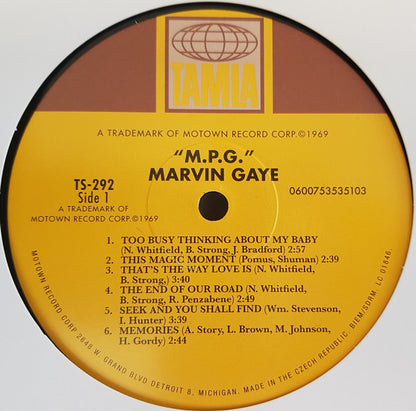 TAMLA
A TRADEMARK OF MOTOWN RECORD CORP. ©1969
"M.P.G."
MARVIN GAYE
TS-292
Side 1
A TRADEMARK OF
MOTOWN RECORD CORP. ©1969
0600753535103
1. TOO BUSY THINKING ABOUT MY BABY
(N. Whitfield, B. Strong, J. Bradford) 2:57
2. THIS MAGIC MOMENT (Pomus, Shuman) 2:39
3. THAT'S THE WAY LOVE IS (N. Whitfield,
B. Strong,) 3:40
4. THE END OF OUR ROAD (N. Whitfield,
B. Strong, R. Penzabene) 2:49
5. SEEK AND YOU SHALL FIND (Wm. Stevenson,
I. Hunter) 3:39
6. MEMORIES (A. Story, L. Brown, M. Johnson,
H. Gordy) 2:44
MOTOWN RECORD CORP 2648 W. GRAND BLVD DETROIT 8, MICHIGAN. MADE IN THE CZECH REPUBLIC. BIEM/SDRM. LC 01846